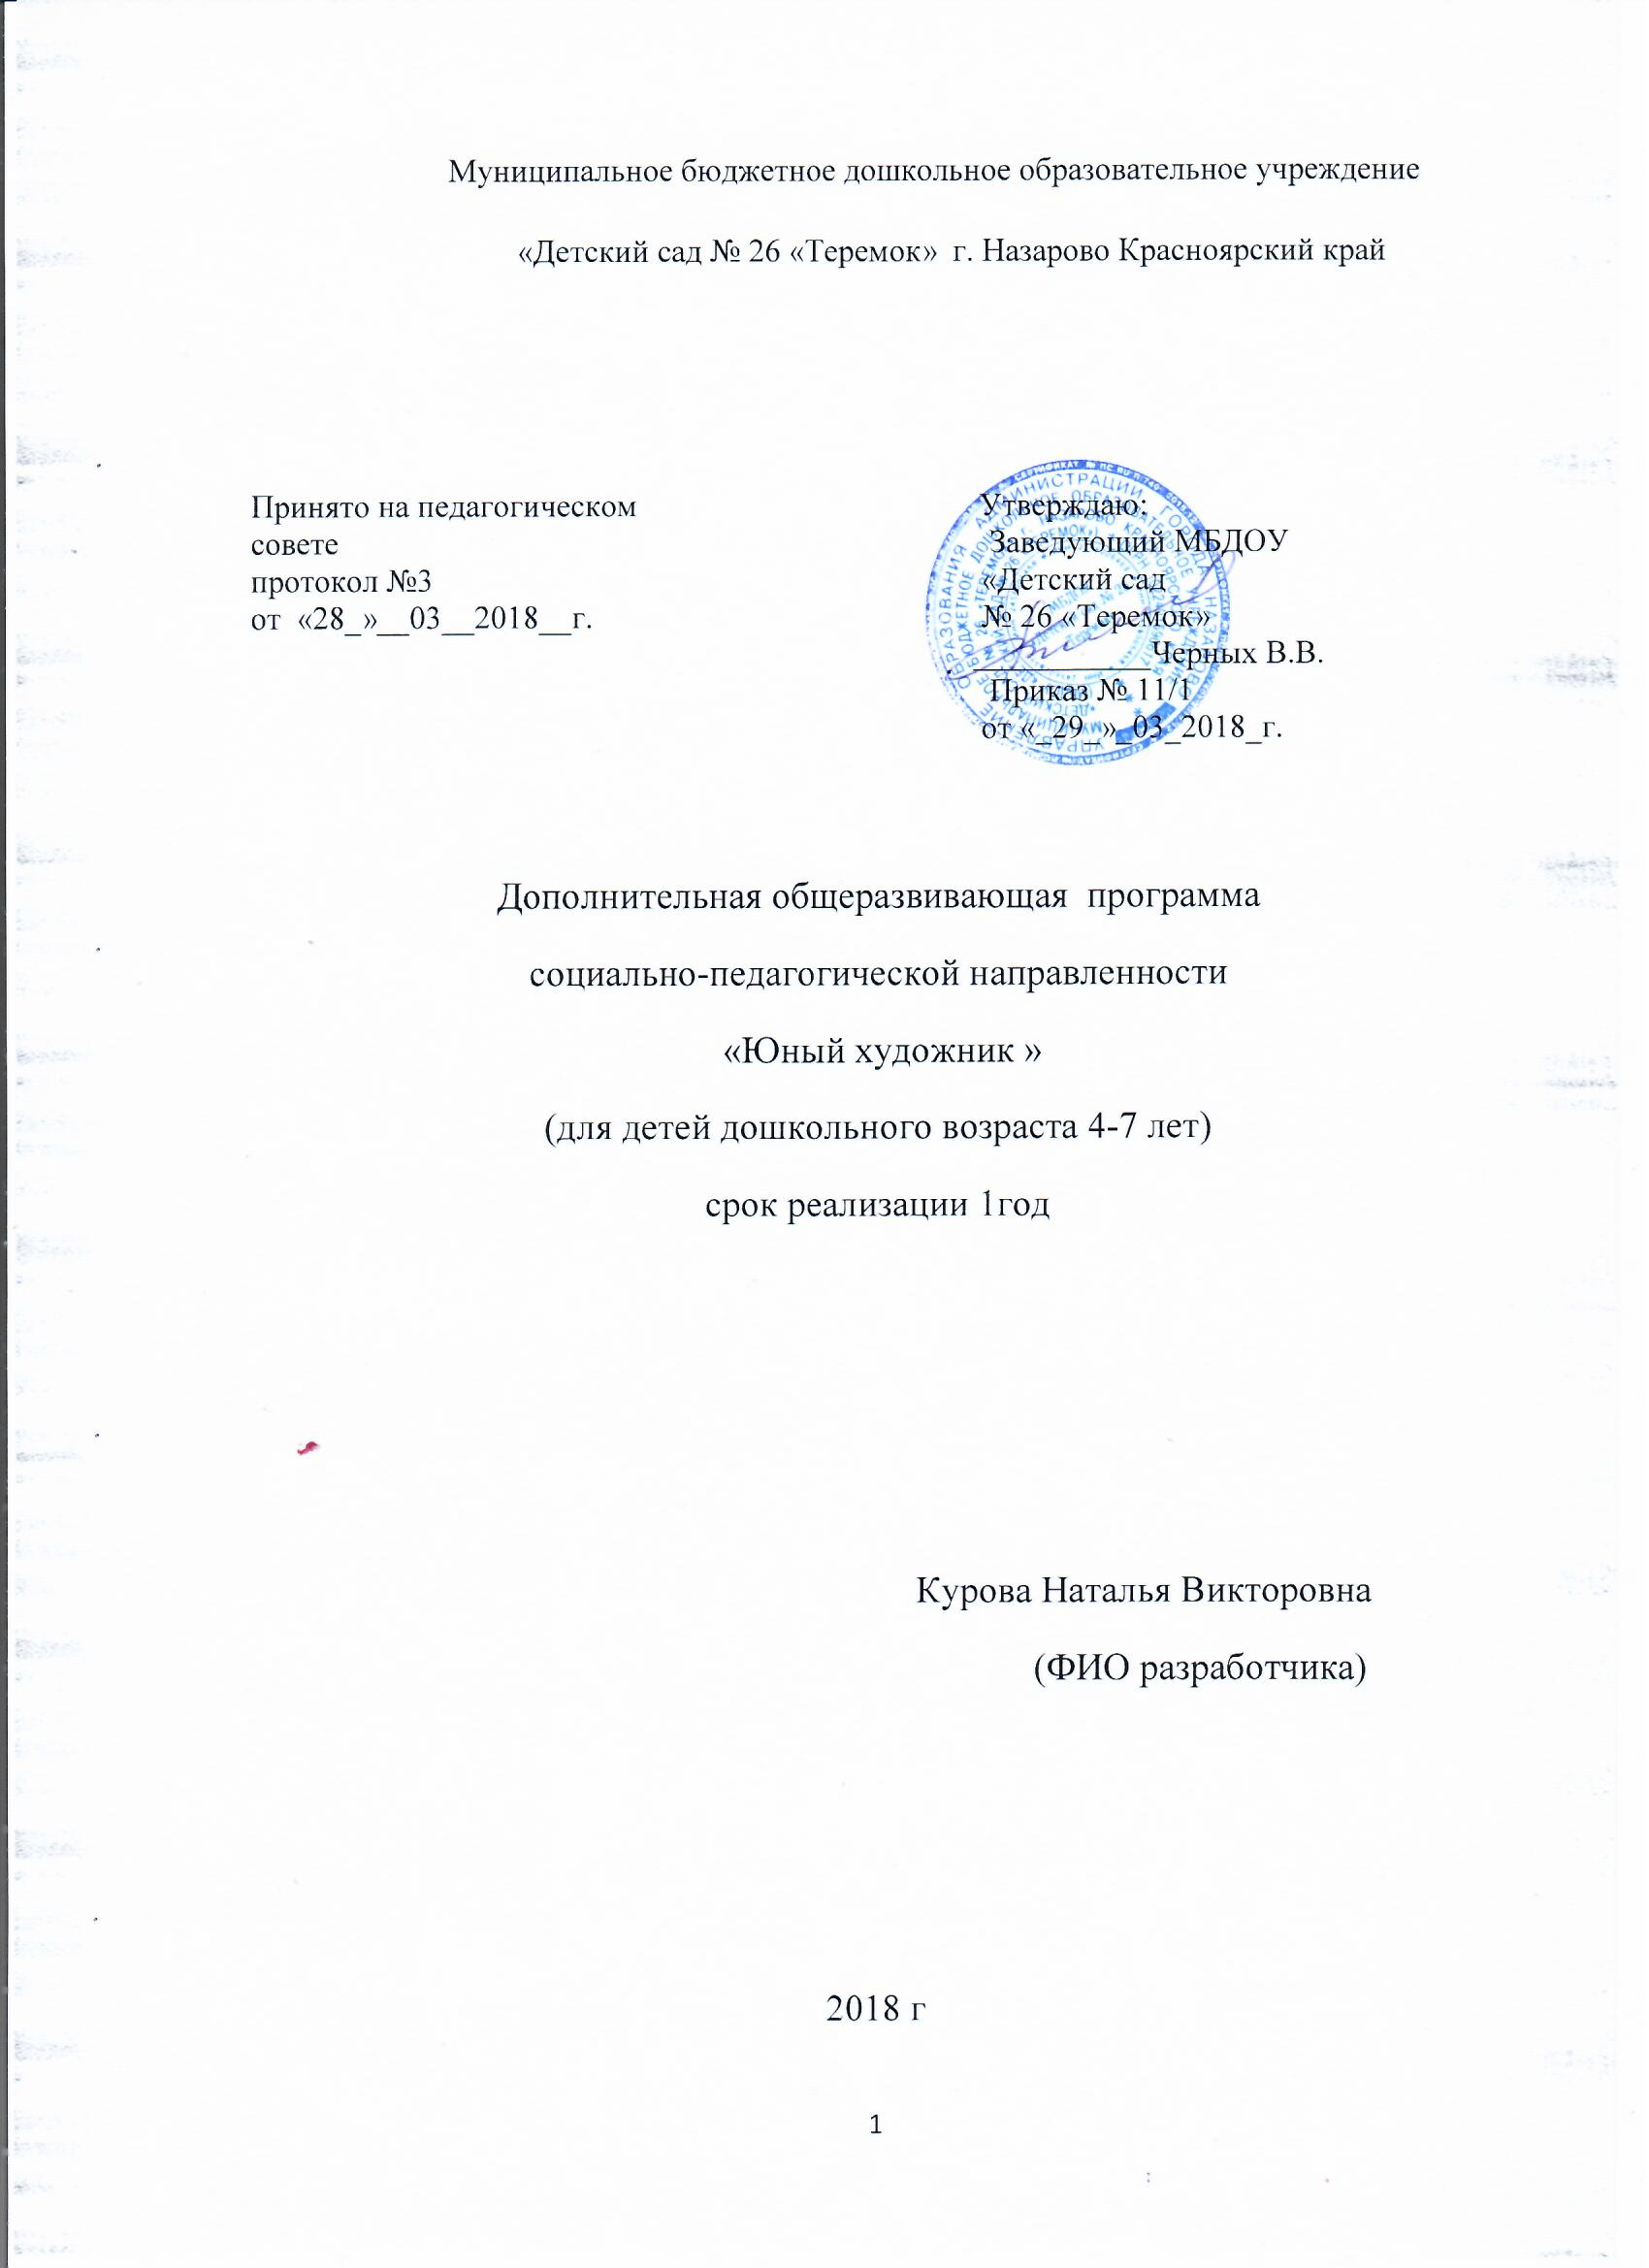 Муниципальное бюджетное дошкольное образовательное учреждение
«Детский сад № 26 «Теремок»  г. Назарово Красноярский край
Принято на педагогическом
совете
протокол №3
от  «28_»__03__2018__г.
Утверждаю:
Заведующий МБДОУ
«Детский сад
№ 26 «Теремок»
___________Черных В.В.
Приказ № 11/1
от «_29_»_03_2018_г.
Дополнительная общеразвивающая  программа
социально-педагогической направленности
«Юный художник »
(для детей дошкольного возраста 4-7 лет)
срок реализации 1год
Курова Наталья Викторовна
(ФИО разработчика)
2018 г
1